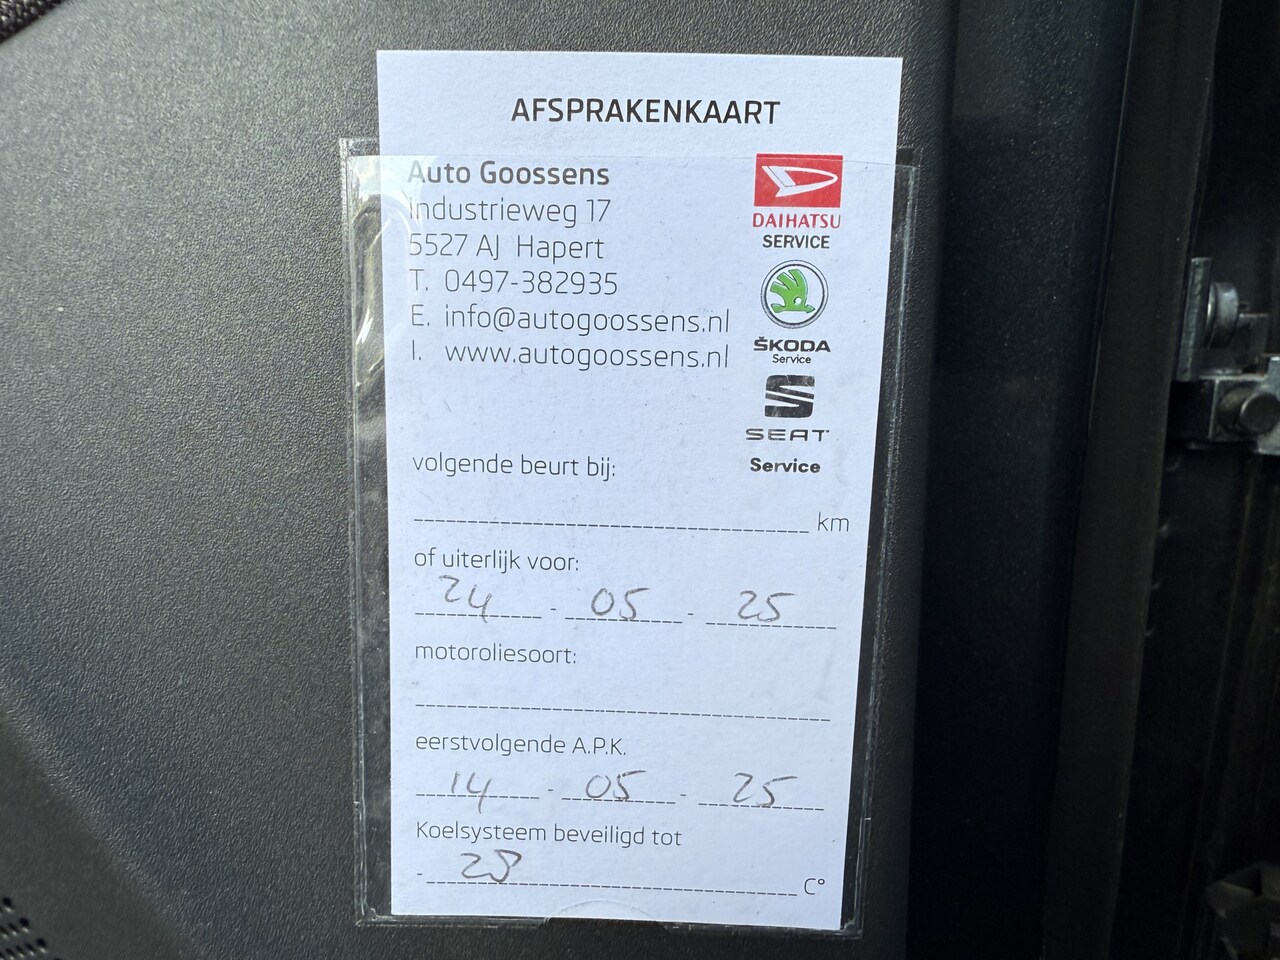 AFSPRAKENKAART
Auto Goossens
Industrieweg 17
5527 AJ Hapert
T. 0497-382935
E. info@autogoossens.nl
I. www.autogoossens.nl
DAIHATSU
SERVICE
ŠKODA
Service
SEAT
Service
volgende beurt bij:
km
of uiterlijk voor:
24 - 05 - 25
motoroliesoort:
eerstvolgende A.P.K.
14 - 05 - 25
Koelsysteem beveiligd tot
- 28 C°